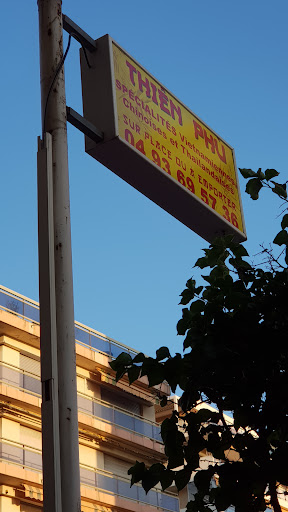 THIÊN PHU
SPÉCIALITÉS Vietnamiennes
Chinoises et Thaïlandaises
SUR PLACE OU A EMPORTER
04 93 69 57 36